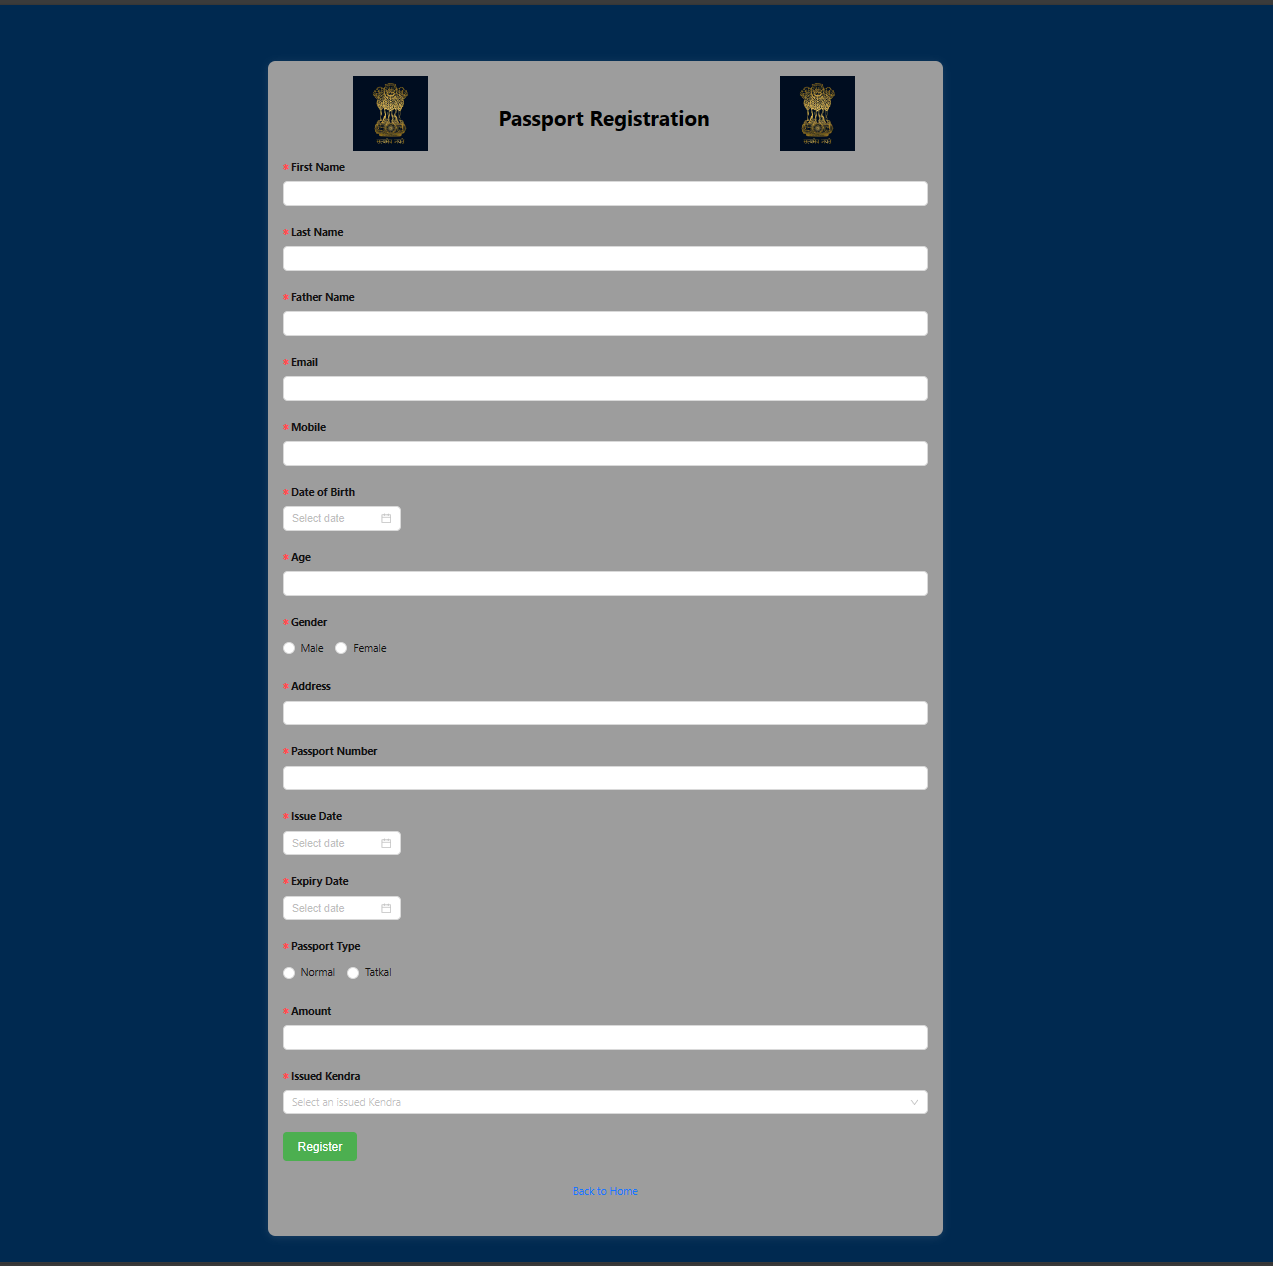 Passport Registration
* First Name
* Last Name
* Father Name
* Email
* Mobile
* Date of Birth
Select date
* Age
* Gender
Male Female
* Address
* Passport Number
* Issue Date
Select date
* Expiry Date
Select date
* Passport Type
Normal Tatkal
* Amount
* Issued Kendra
Select an issued Kendra
Register
Back to Home